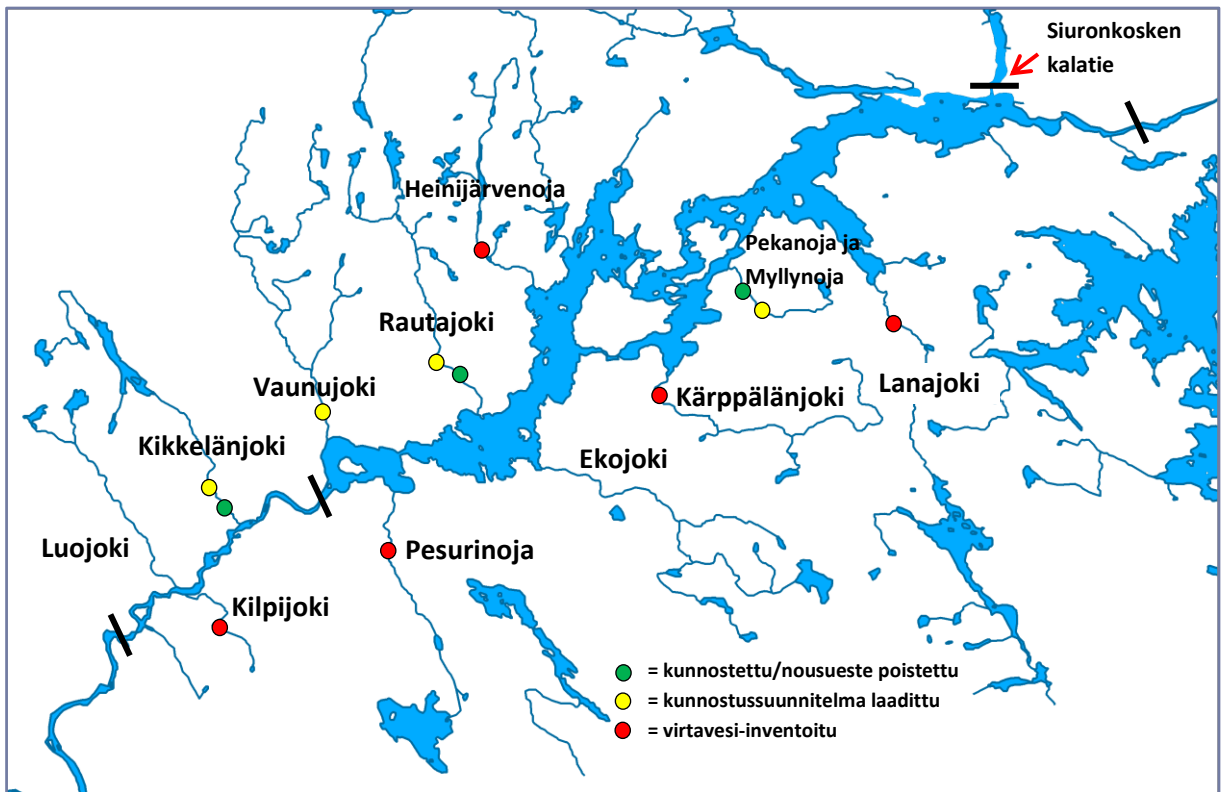 Siuronkosken
kalatie
Heinijärvenoja
Pekanoja ja
Myllynoja
Rautajoki
Vaunujoki
Kärppälänjoki
Lanajoki
Kikkelänjoki
Ekojoki
Luojoki
Pesurinoja
Kilpijoki
= kunnostettu/nousueste poistettu
= kunnostussuunnitelma laadittu
= virtavesi-inventoitu